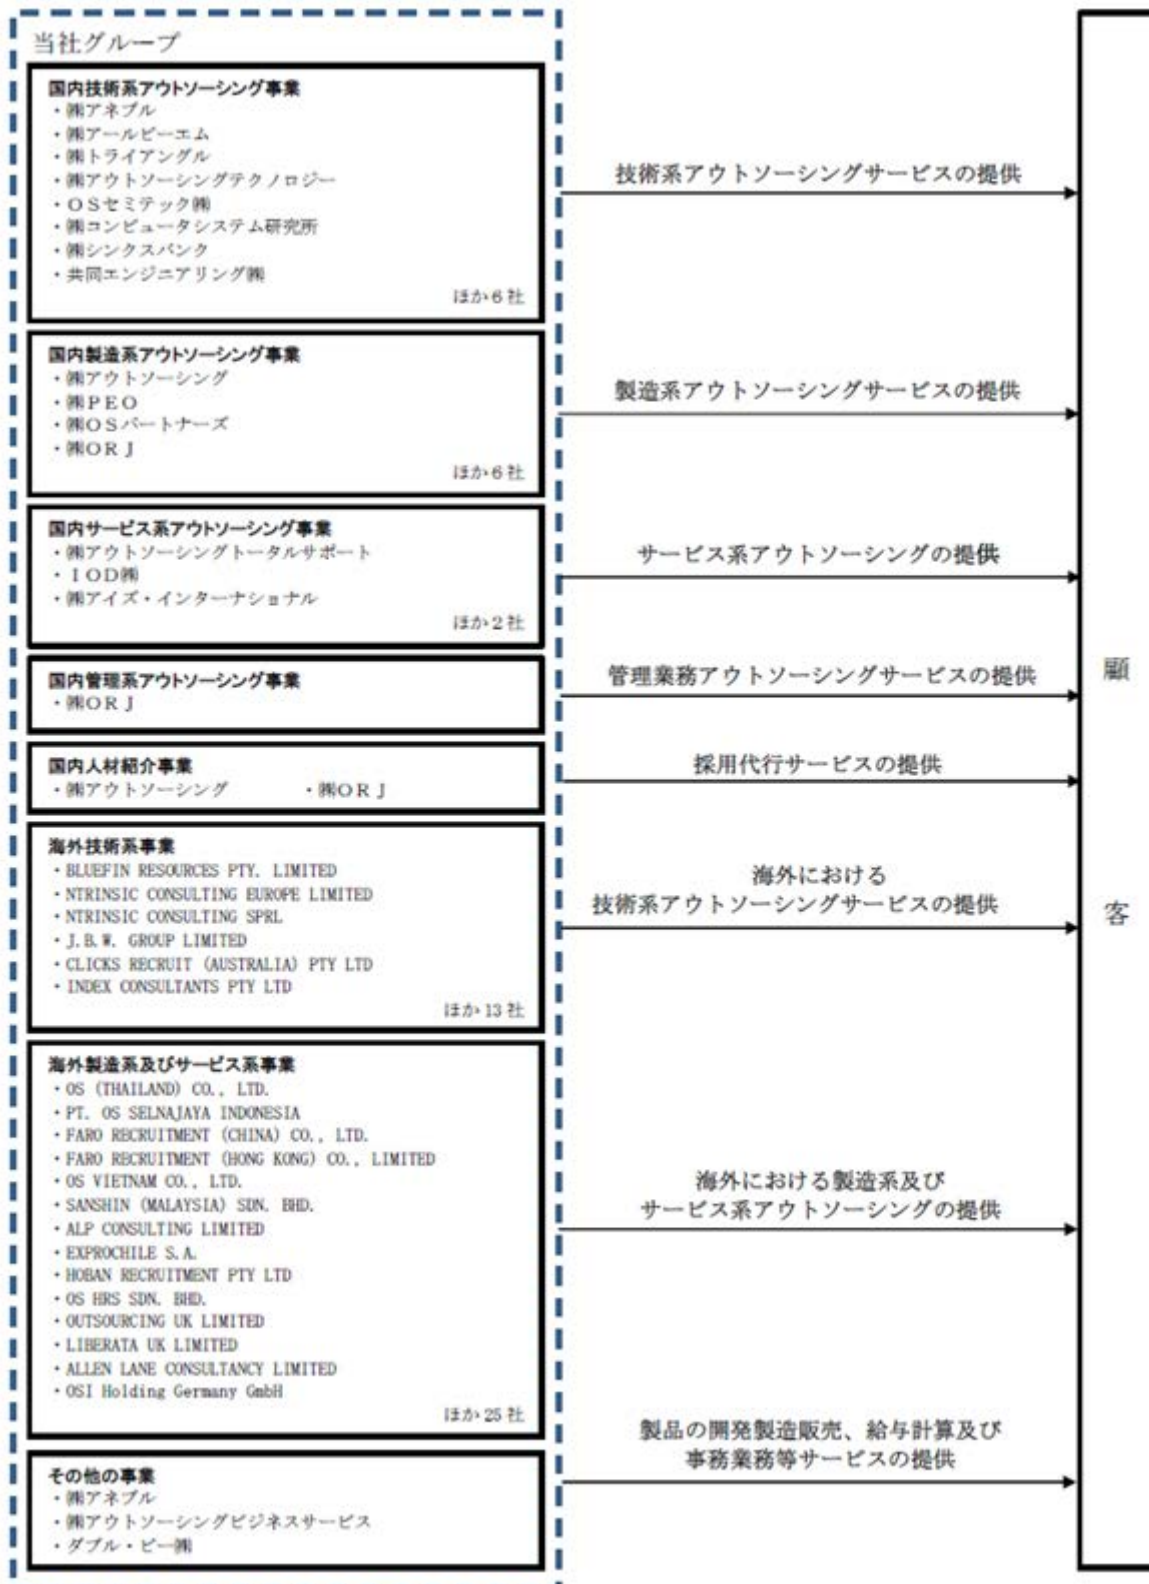 当社グループ
国内技術系アウトソーシング事業
・㈱アネブル
・㈱アールピーエム
・㈱トライアングル
・㈱アウトソーシングテクノロジー
・ＯＳセミテック㈱
・㈱コンピュータシステム研究所
・㈱シンクスバンク
・共同エンジニアリング㈱
ほか６社
技術系アウトソーシングサービスの提供
国内製造系アウトソーシング事業
・㈱アウトソーシング
・㈱ＰＥＯ
・㈱ＯＳパートナーズ
・㈱ＯＲＪ
ほか６社
製造系アウトソーシングサービスの提供
国内サービス系アウトソーシング事業
・㈱アウトソーシングトータルサポート
・ＩＯＤ㈱
・㈱アイズ・インターナショナル
ほか２社
サービス系アウトソーシングの提供
国内管理系アウトソーシング事業
・㈱ＯＲＪ
管理業務アウトソーシングサービスの提供
国内人材紹介事業
・㈱アウトソーシング ・㈱ＯＲＪ
採用代行サービスの提供
海外技術系事業
・BLUEFIN RESOURCES PTY. LIMITED
・NTRINSIC CONSULTING EUROPE LIMITED
・NTRINSIC CONSULTING SPRL
・J.B.W. GROUP LIMITED
・CLICKS RECRUIT (AUSTRALIA) PTY LTD
・INDEX CONSULTANTS PTY LTD
ほか 13 社
海外における
技術系アウトソーシングサービスの提供
海外製造系及びサービス系事業
・OS (THAILAND) CO., LTD.
・PT. OS SELNAJAYA INDONESIA
・FARO RECRUITMENT (CHINA) CO., LTD.
・FARO RECRUITMENT (HONG KONG) CO., LIMITED
・OS VIETNAM CO., LTD.
・SANSHIN (MALAYSIA) SDN. BHD.
・ALP CONSULTING LIMITED
・EXPROCHILE S.A.
・HOBAN RECRUITMENT PTY LTD
・OS HRS SDN. BHD.
・OUTSOURCING UK LIMITED
・LIBERATA UK LIMITED
・ALLEN LANE CONSULTANCY LIMITED
・OSI Holding Germany GmbH
ほか 25 社
海外における製造系及び
サービス系アウトソーシングの提供
その他の事業
・㈱アネブル
・㈱アウトソーシングビジネスサービス
・ダブル・ピー㈱
製品の開発製造販売、給与計算及び
事務業務等サービスの提供
顧
客